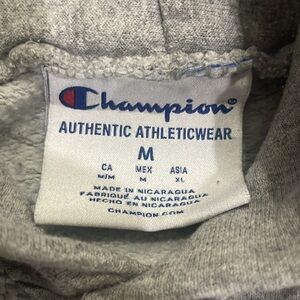 Champion
AUTHENTIC ATHLETICWEAR
M
CA MEX ASIA
M/M M XL
MADE IN NICARAGUA
FABRIQUÉ AU NICARAGUA
HECHO EN NICARAGUA
CHAMPION.COM